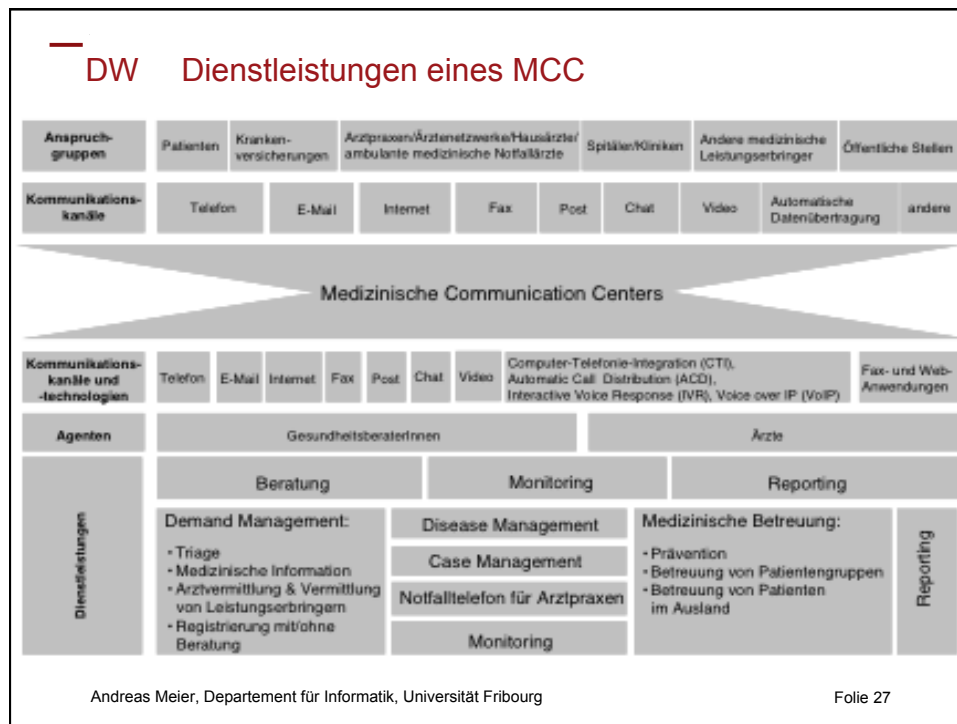 DW Dienstleistungen eines MCC
Anspruch-
gruppen
Patienten
Kranken-
versicherungen
Arztpraxen/Ärztenetzwerke/Hausärzte/
ambulante medizinische Notfallärzte
Spitäler/Kliniken
Andere medizinische
Leistungserbringer
Öffentliche Stellen
Kommunikations-
kanäle
Telefon
E-Mail
Internet
Fax
Post
Chat
Video
Automatische
Datenübertragung
andere
Medizinische Communication Centers
Kommunikations-
kanäle und
-technologien
Telefon
E-Mail
Internet
Fax
Post
Chat
Video
Computer-Telefonie-Integration (CTI),
Automatic Call Distribution (ACD),
Interactive Voice Response (IVR), Voice over IP (VoIP)
Fax- und Web-
Anwendungen
Agenten
GesundheitsberaterInnen
Ärzte
Dienstleistungen
Beratung
Monitoring
Reporting
Demand Management:
• Triage
• Medizinische Information
• Arztvermittlung & Vermittlung
von Leistungserbringern
• Registrierung mit/ohne
Beratung
Disease Management
Case Management
Notfalltelefon für Arztpraxen
Monitoring
Medizinische Betreuung:
• Prävention
• Betreuung von Patientengruppen
• Betreuung von Patienten
im Ausland
Reporting
Andreas Meier, Departement für Informatik, Universität Fribourg
Folie 27